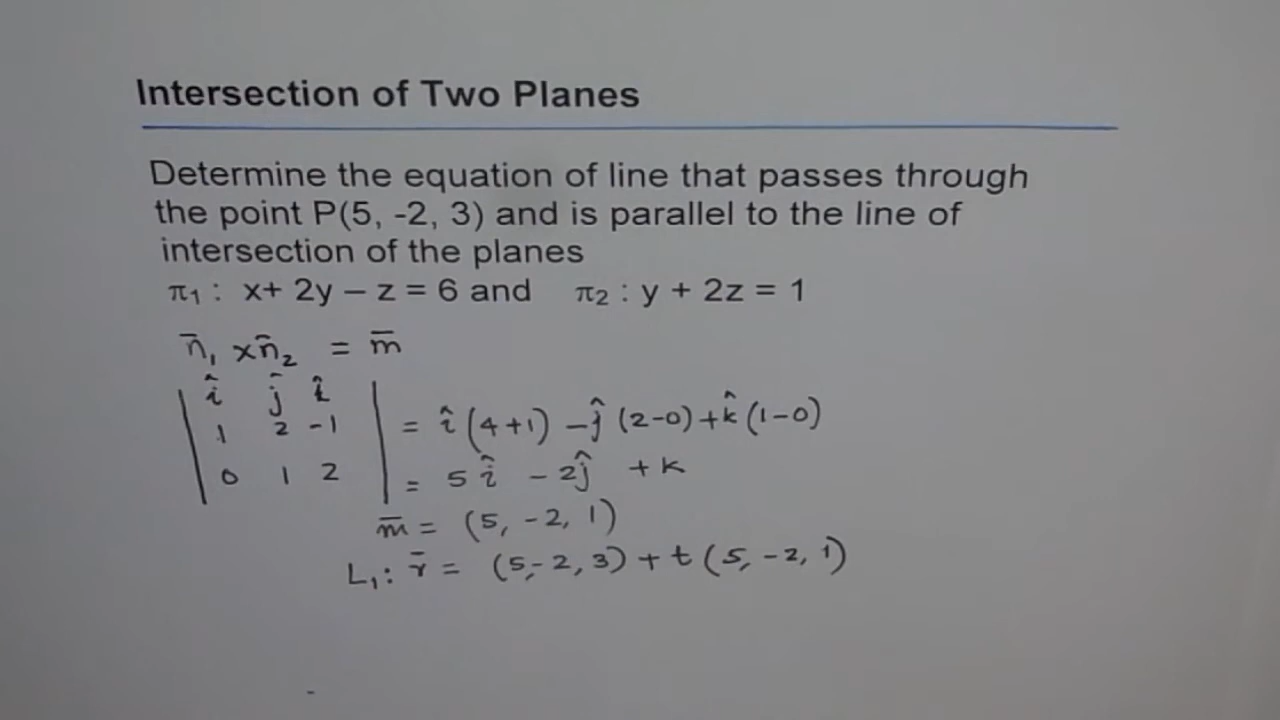 Intersection of Two Planes
Determine the equation of line that passes through
the point P(5, -2, 3) and is parallel to the line of
intersection of the planes
π₁ : x+ 2y – z = 6 and π₂ : y + 2z = 1
n̄₁ × n̄₂ = m̄
| î ĵ k̂ |
| 1 2 -1 | = î (4+1) – ĵ (2-0) + k̂ (1-0)
| 0 1 2 | = 5 î - 2ĵ + k
m̄ = (5, -2, 1)
L₁ : r̄ = (5, -2, 3) + t (5, -2, 1)